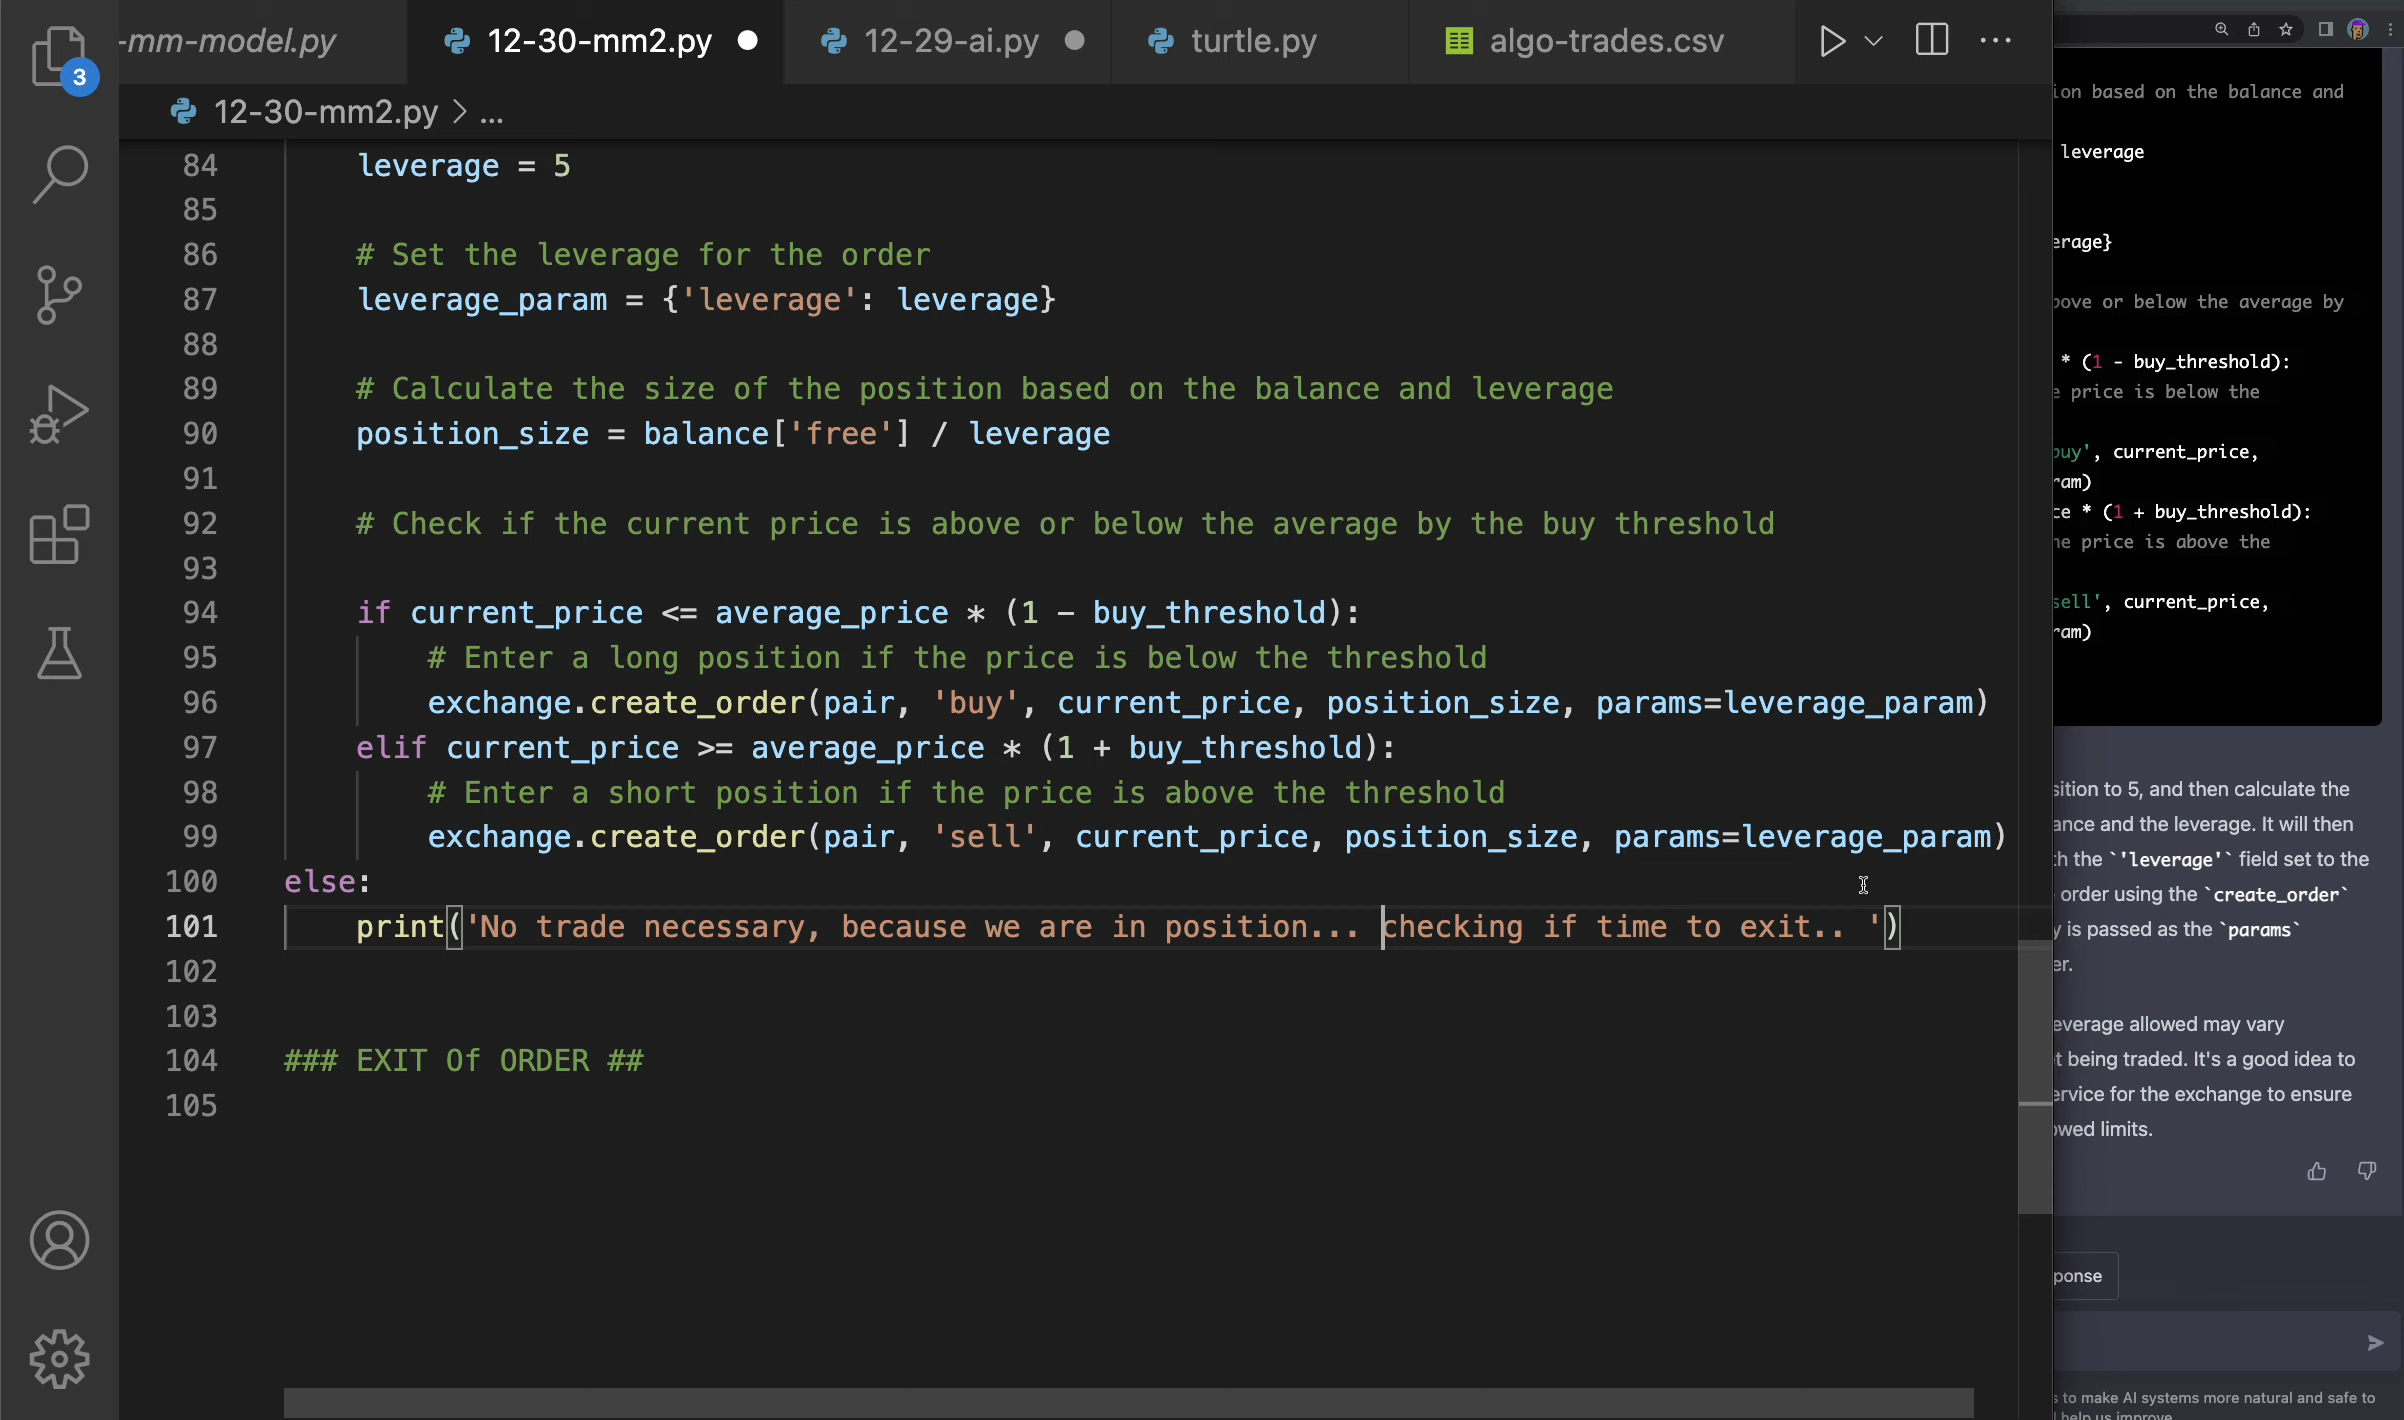 -mm-model.py
12-30-mm2.py
12-29-ai.py
turtle.py
algo-trades.csv
3
12-30-mm2.py > ...
84 leverage = 5
85
86 # Set the leverage for the order
87 leverage_param = {'leverage': leverage}
88
89 # Calculate the size of the position based on the balance and leverage
90 position_size = balance['free'] / leverage
91
92 # Check if the current price is above or below the average by the buy threshold
93
94 if current_price <= average_price * (1 - buy_threshold):
95 # Enter a long position if the price is below the threshold
96 exchange.create_order(pair, 'buy', current_price, position_size, params=leverage_param)
97 elif current_price >= average_price * (1 + buy_threshold):
98 # Enter a short position if the price is above the threshold
99 exchange.create_order(pair, 'sell', current_price, position_size, params=leverage_param)
100 else:
101 print('No trade necessary, because we are in position... checking if time to exit.. ')
102
103
104 ### EXIT Of ORDER ##
105
ion based on the balance and
leverage
erage}
bove or below the average by
* (1 - buy_threshold):
e price is below the
buy', current_price,
ram)
ce * (1 + buy_threshold):
he price is above the
sell', current_price,
ram)
sition to 5, and then calculate the
ance and the leverage. It will then
th the `'leverage'` field set to the
order using the `create_order`
y is passed as the `params`
er.
everage allowed may vary
t being traded. It's a good idea to
ervice for the exchange to ensure
owed limits.
ponse
s to make AI systems more natural and safe to
help us improve